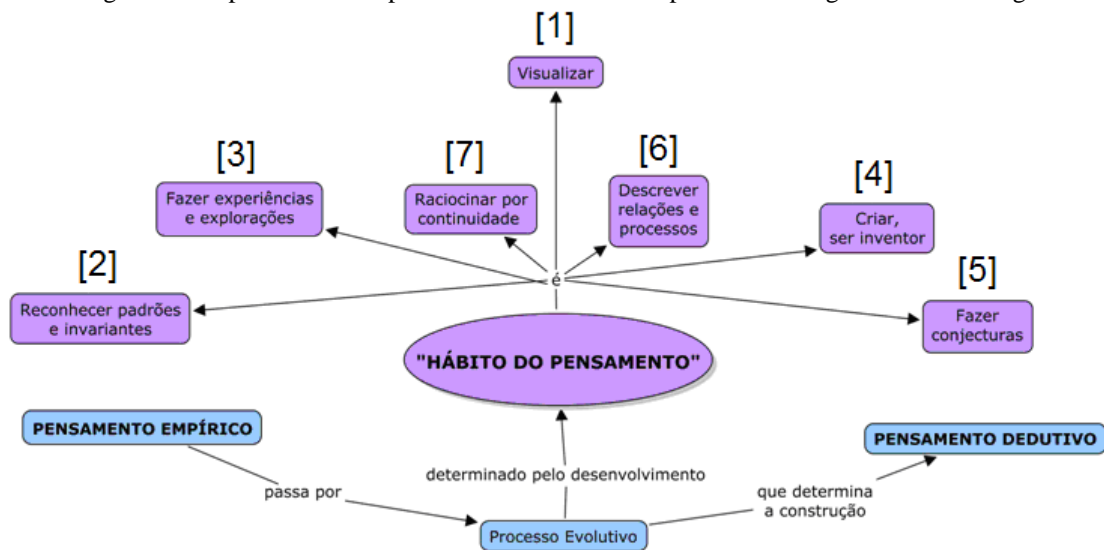 [1]
Visualizar
[3]
Fazer experiências
e explorações
[7]
Raciocinar por
continuidade
[6]
Descrever
relações e
processos
[4]
Criar,
ser inventor
[2]
Reconhecer padrões
e invariantes
é
[5]
Fazer
conjecturas
"HÁBITO DO PENSAMENTO"
PENSAMENTO EMPÍRICO
PENSAMENTO DEDUTIVO
passa por
determinado pelo desenvolvimento
que determina
a construção
Processo Evolutivo